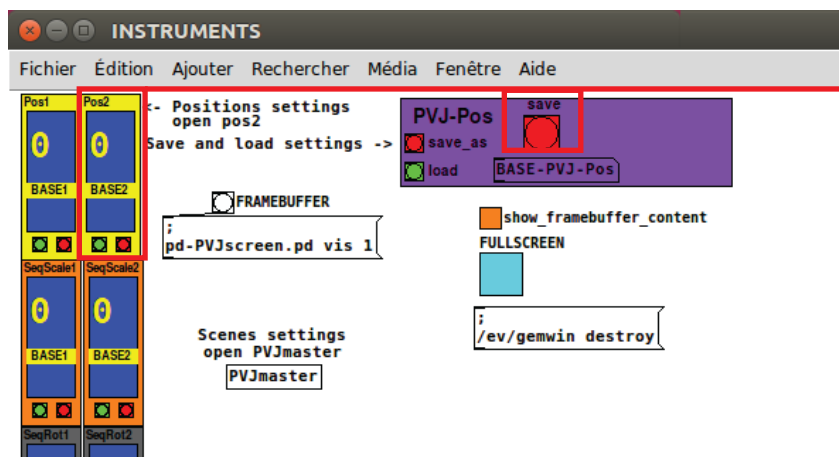 INSTRUMENTS
Fichier Édition Ajouter Rechercher Média Fenêtre Aide
Pos1 Pos2
<- Positions settings
open pos2
Save and load settings ->
0 0
BASE1 BASE2
PVJ-Pos
save
save_as
load
BASE-PVJ-Pos
FRAMEBUFFER
;
pd-PVJscreen.pd vis 1
show_framebuffer_content
FULLSCREEN
;
/ev/gemwin destroy
SeqScale1 SeqScale2
0 0
BASE1 BASE2
Scenes settings
open PVJmaster
PVJmaster
SeqRot1 SeqRot2